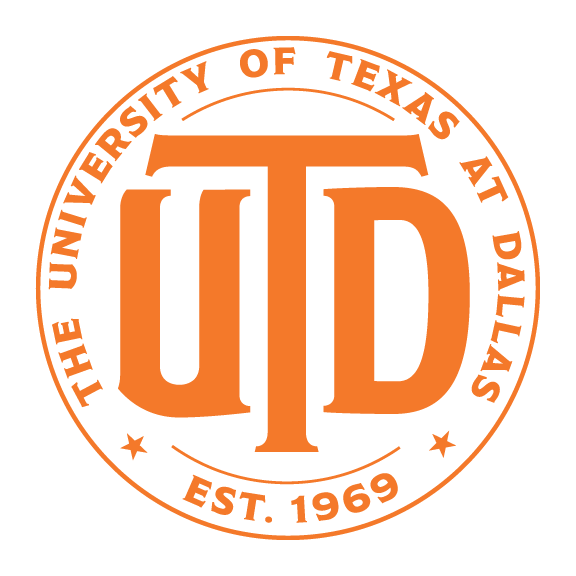 THE UNIVERSITY OF TEXAS AT DALLAS
UTD
EST. 1969